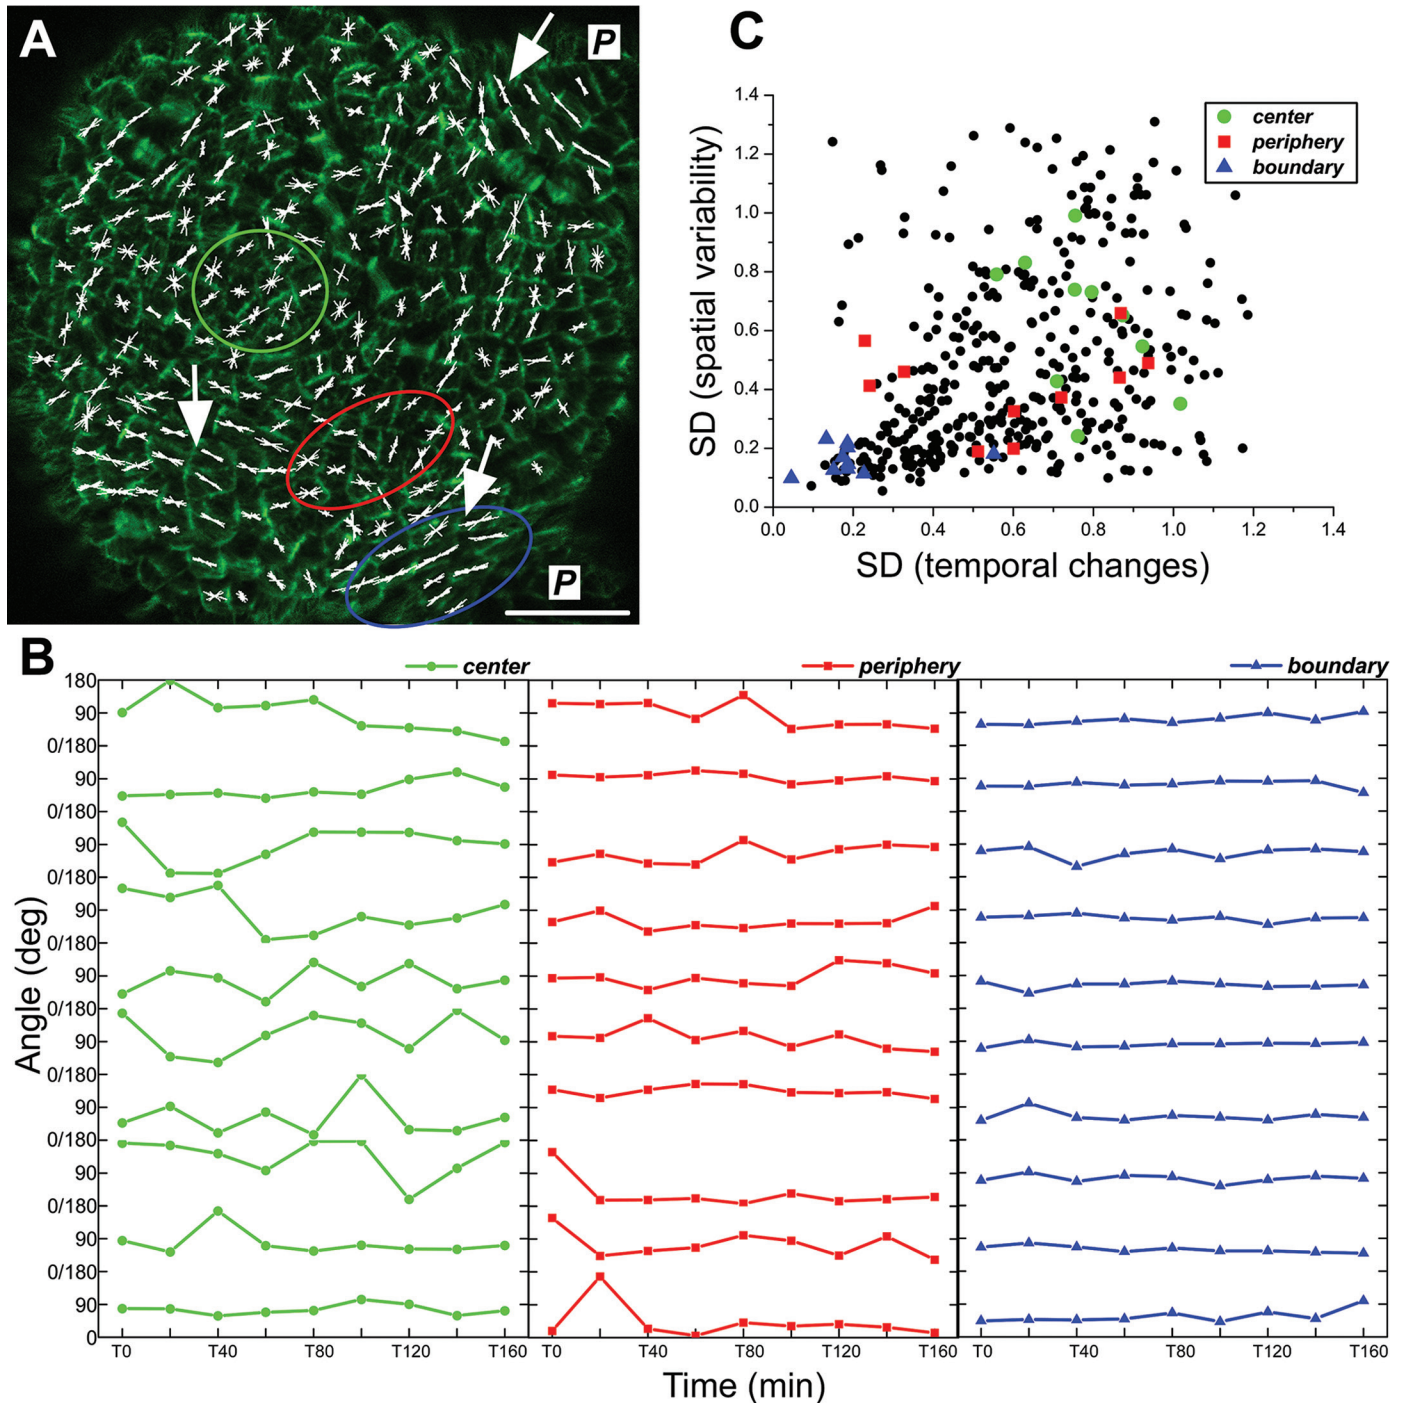 A
P
P
C
SD (spatial variability)
1.4
1.2
1.0
0.8
0.6
0.4
0.2
0.0
0.0 0.2 0.4 0.6 0.8 1.0 1.2 1.4
SD (temporal changes)
center
periphery
boundary
B
center
periphery
boundary
Angle (deg)
180
90
0/180
90
0/180
90
0/180
90
0/180
90
0/180
90
0/180
90
0/180
90
0/180
90
0/180
90
0
T0 T40 T80 T120 T160
T0 T40 T80 T120 T160
T0 T40 T80 T120 T160
Time (min)